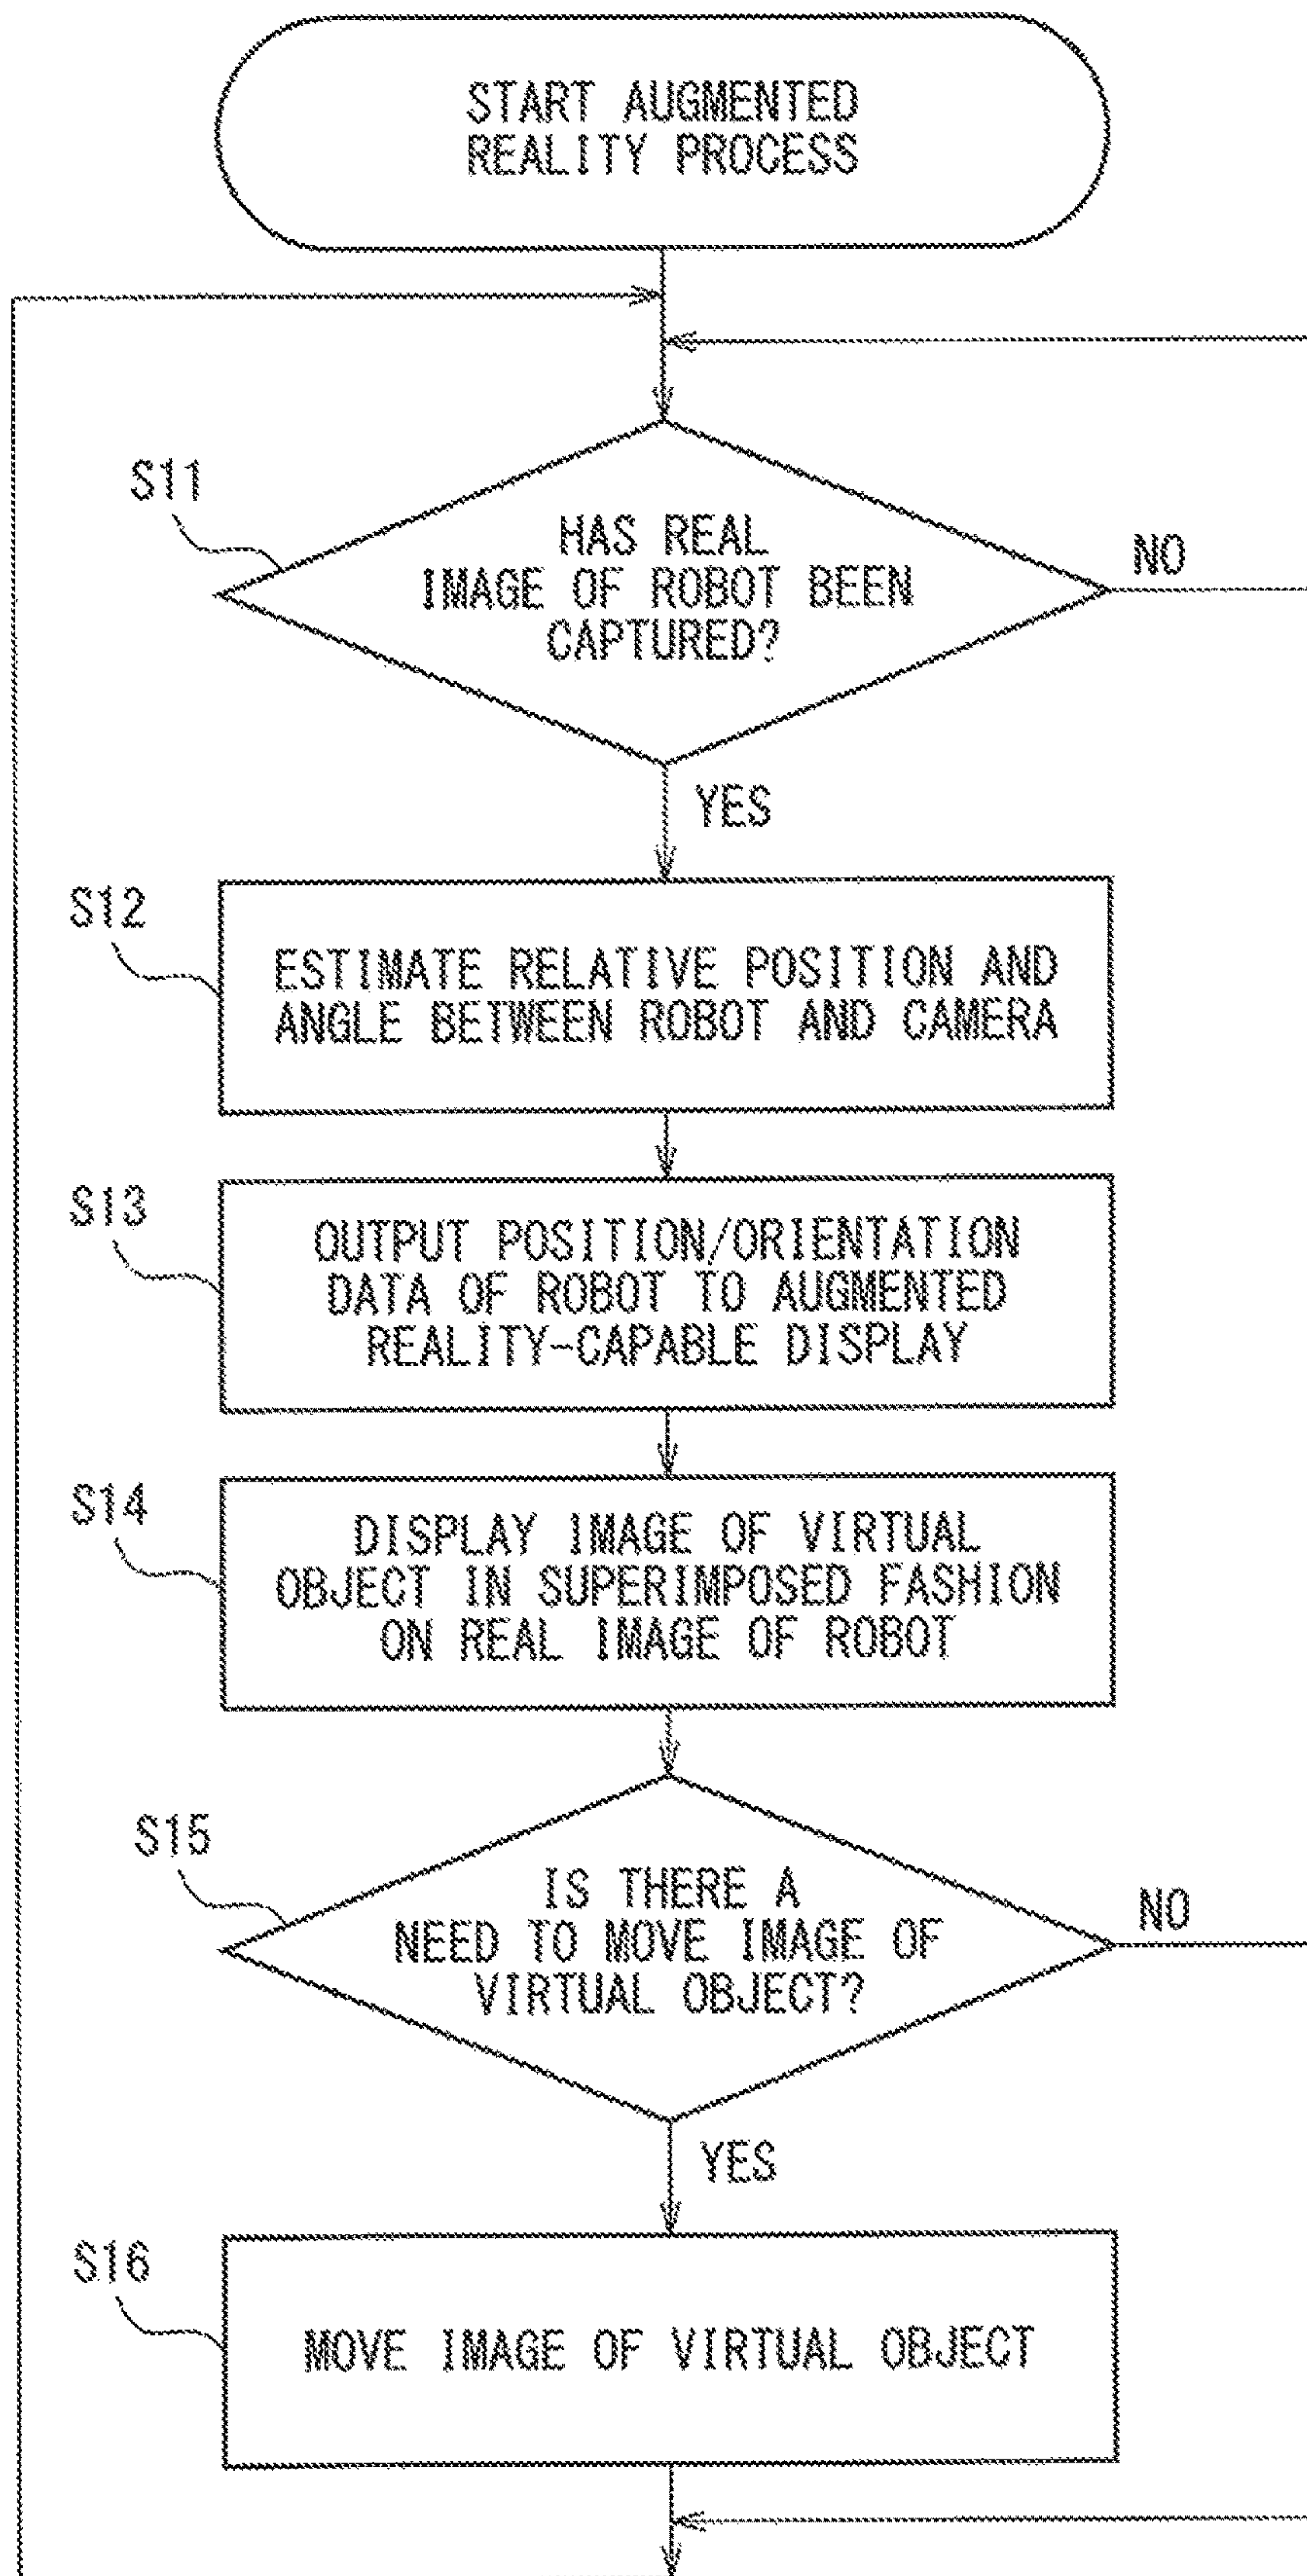 START AUGMENTED
REALITY PROCESS
S11
HAS REAL
IMAGE OF ROBOT BEEN
CAPTURED?
NO
YES
S12
ESTIMATE RELATIVE POSITION AND
ANGLE BETWEEN ROBOT AND CAMERA
S13
OUTPUT POSITION/ORIENTATION
DATA OF ROBOT TO AUGMENTED
REALITY-CAPABLE DISPLAY
S14
DISPLAY IMAGE OF VIRTUAL
OBJECT IN SUPERIMPOSED FASHION
ON REAL IMAGE OF ROBOT
S15
IS THERE A
NEED TO MOVE IMAGE OF
VIRTUAL OBJECT?
NO
YES
S16
MOVE IMAGE OF VIRTUAL OBJECT